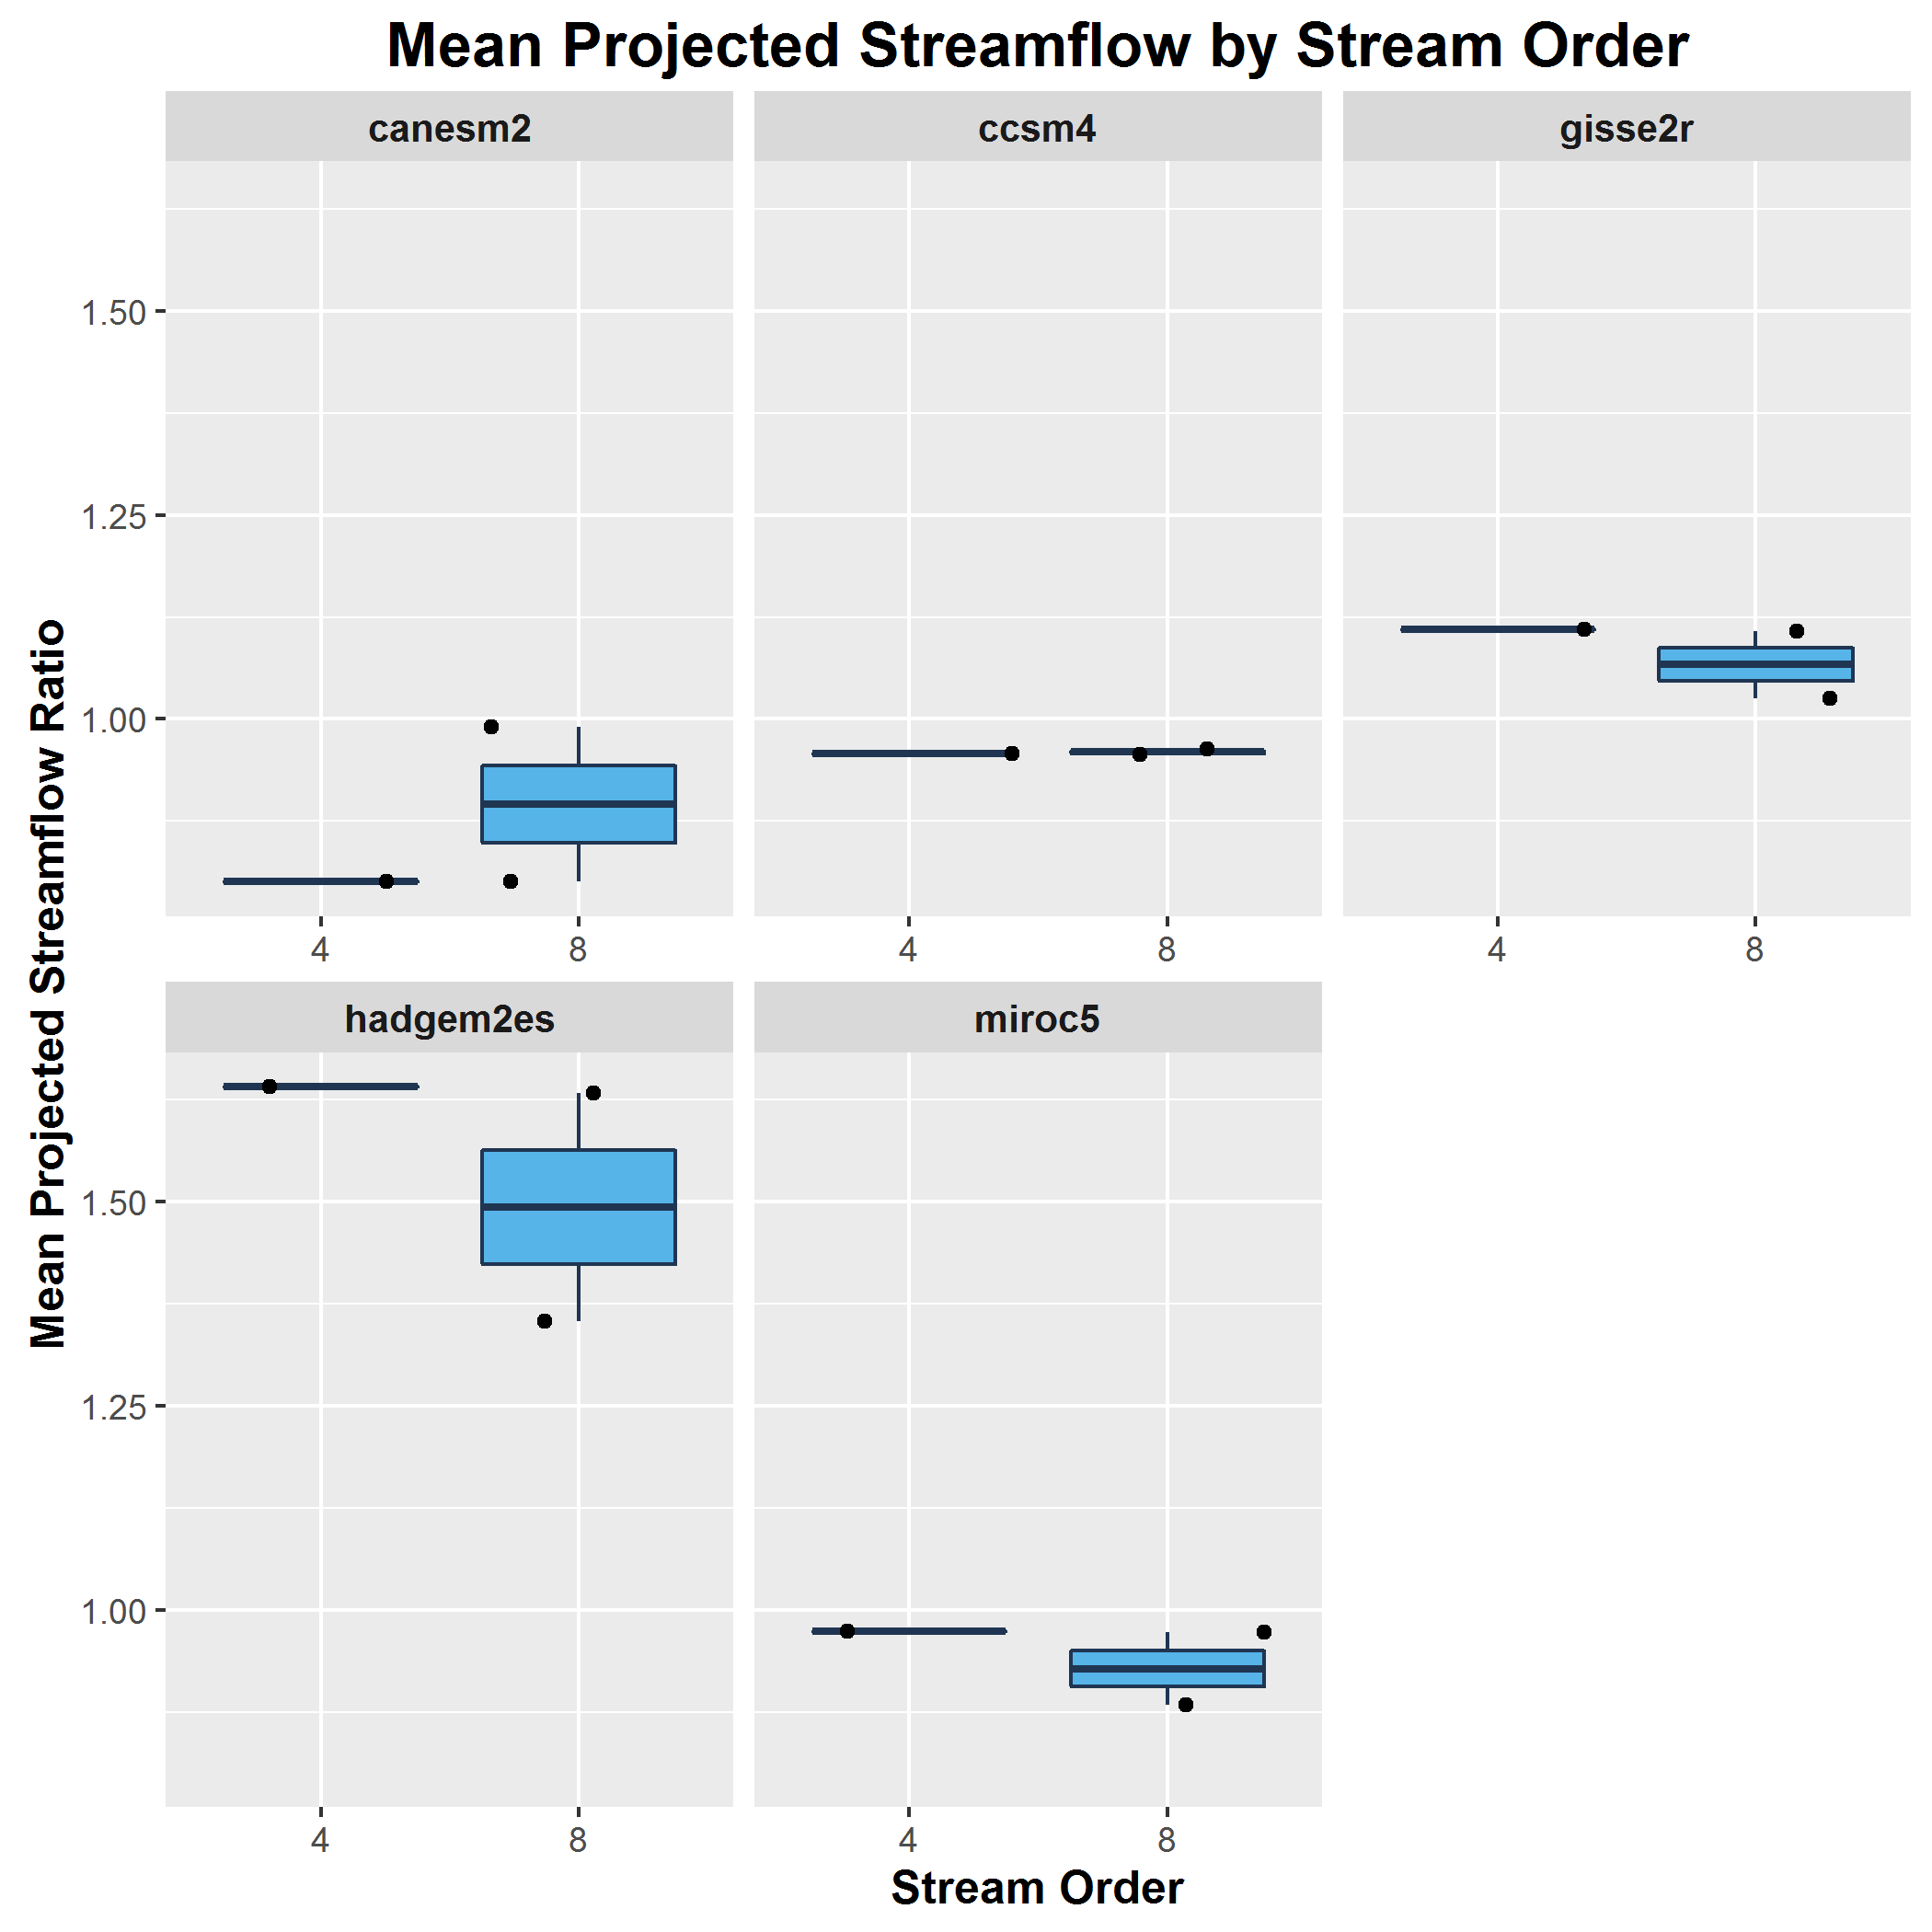 Mean Projected Streamflow by Stream Order
canesm2
ccsm4
gisse2r
1.50
1.25
1.00
4
8
4
8
4
8
Mean Projected Streamflow Ratio
hadgem2es
miroc5
1.50
1.25
1.00
4
8
4
8
Stream Order